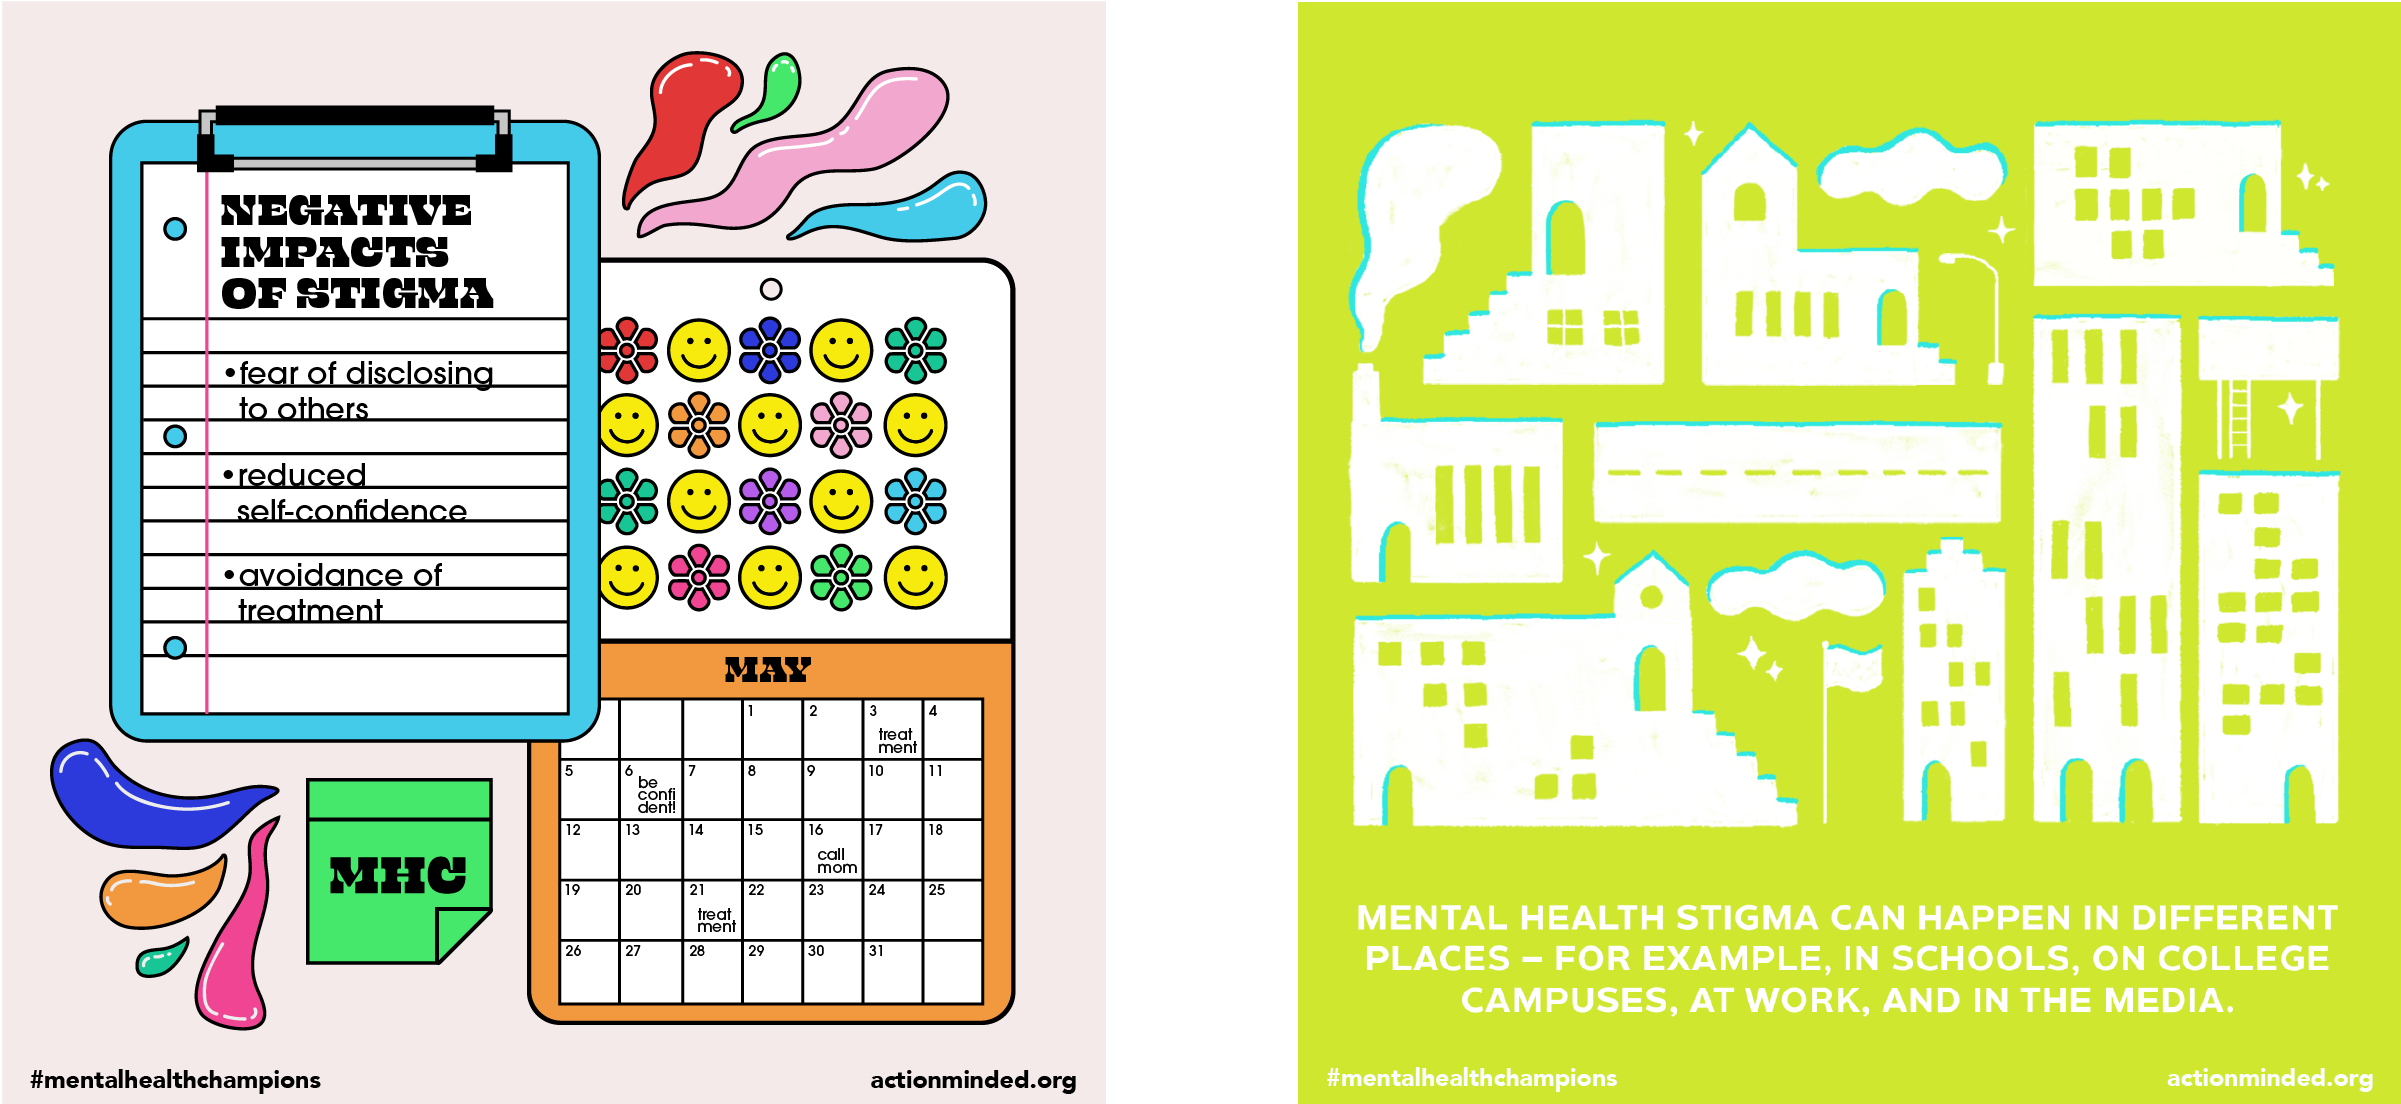 NEGATIVE
IMPACTS
OF STIGMA
•fear of disclosing
to others
•reduced
self-confidence
•avoidance of
treatment
MHC
MAY
1 2 3 4
treat
ment
5 6 7 8 9 10 11
be
confi
dent!
12 13 14 15 16 17 18
call
mom
19 20 21 22 23 24 25
treat
ment
26 27 28 29 30 31
#mentalhealthchampions
actionminded.org
MENTAL HEALTH STIGMA CAN HAPPEN IN DIFFERENT
PLACES – FOR EXAMPLE, IN SCHOOLS, ON COLLEGE
CAMPUSES, AT WORK, AND IN THE MEDIA.
#mentalhealthchampions
actionminded.org